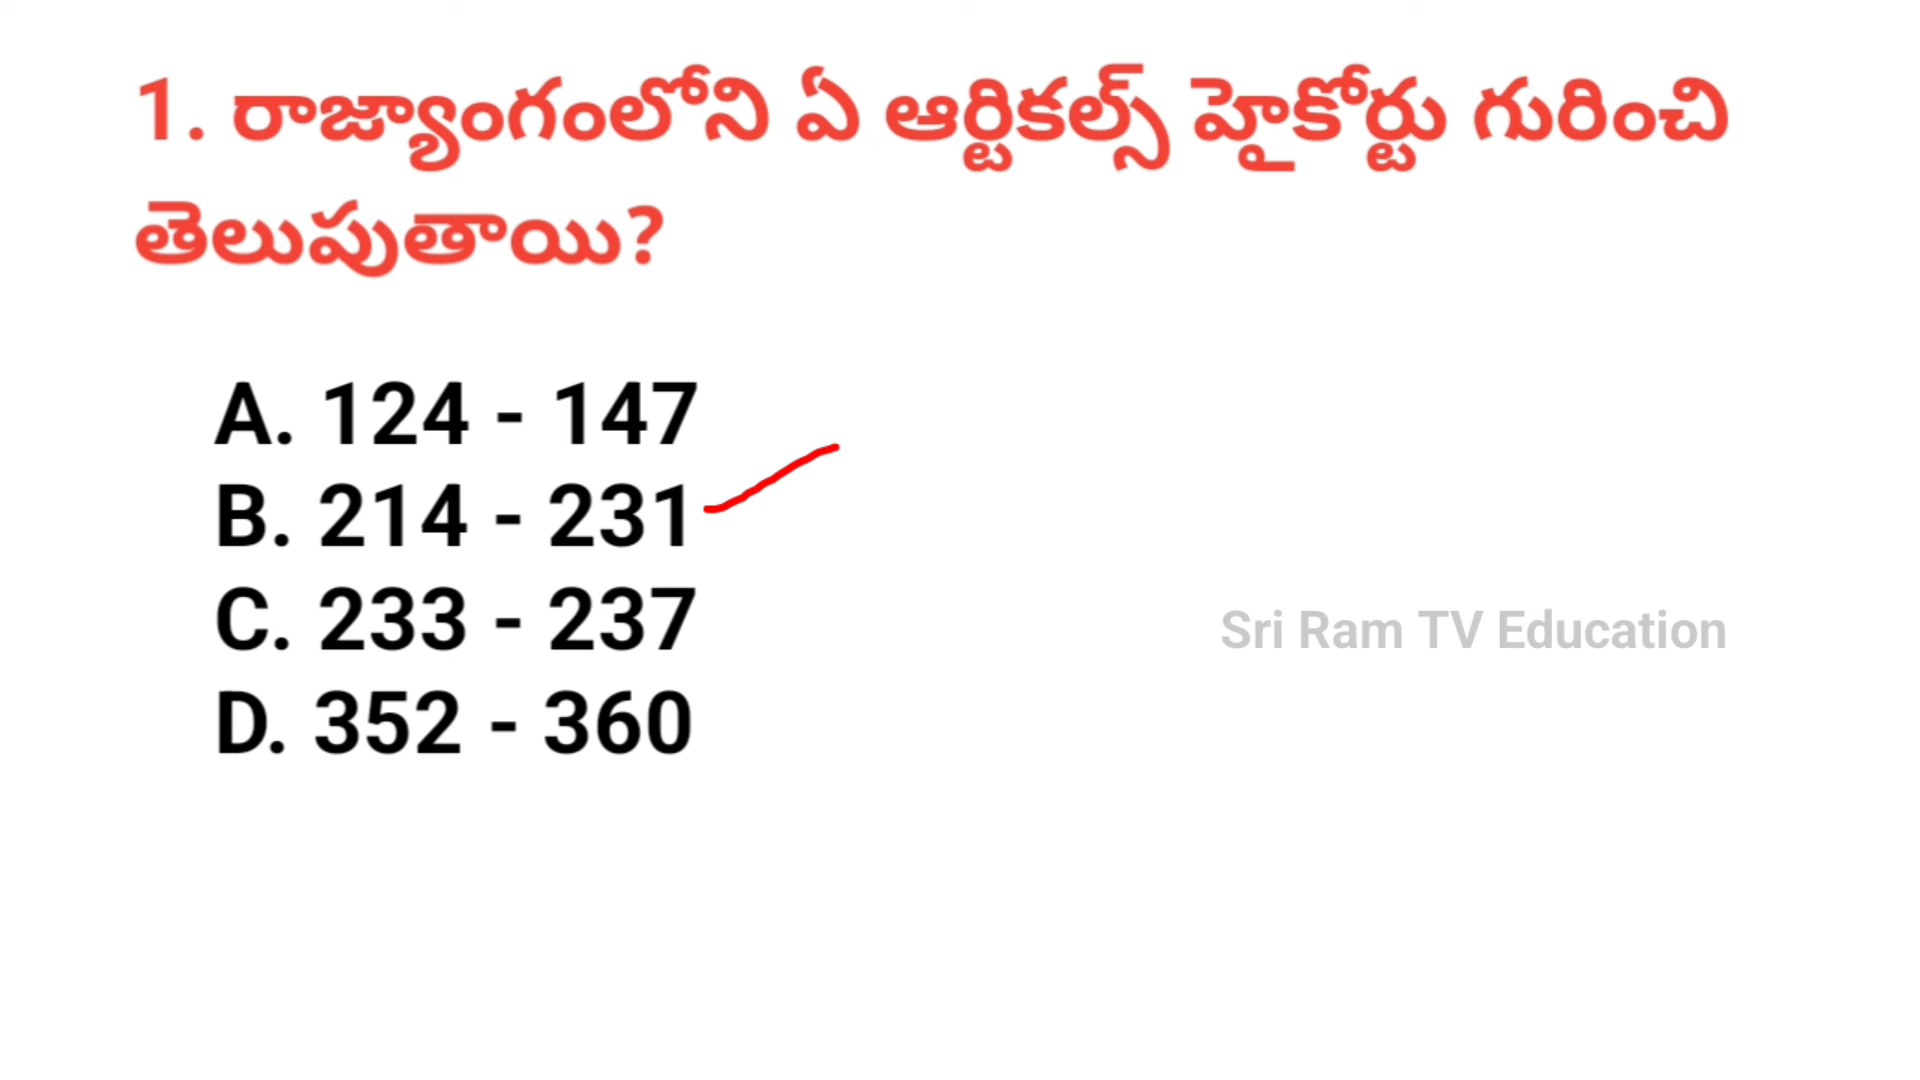 1. రాజ్యాంగంలోని ఏ ఆర్టికల్స్ హైకోర్టు గురించి
తెలుపుతాయి?
A. 124 - 147
B. 214 - 231
C. 233 - 237
D. 352 - 360
Sri Ram TV Education